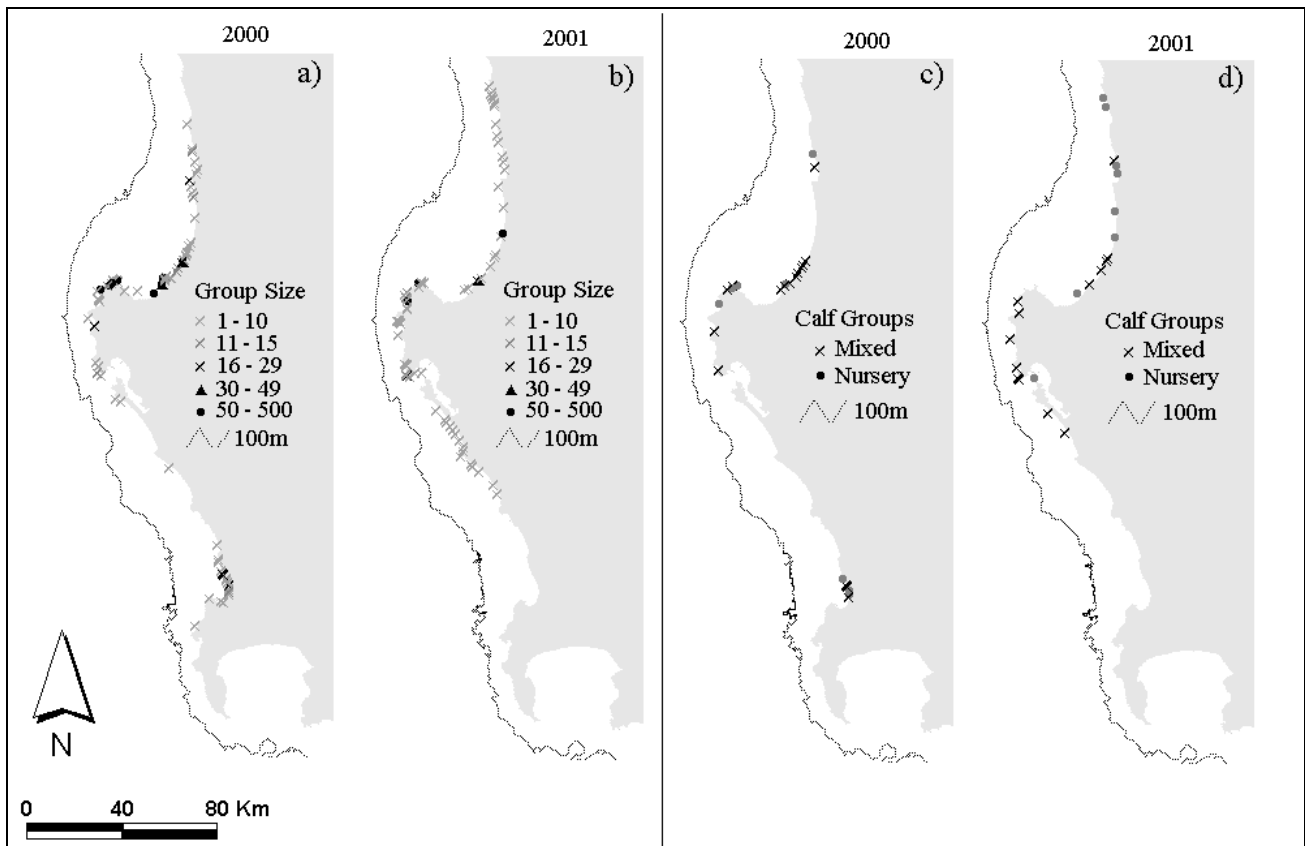 2000
a)
Group Size
1 - 10
11 - 15
16 - 29
30 - 49
50 - 500
100m
2001
b)
Group Size
1 - 10
11 - 15
16 - 29
30 - 49
50 - 500
100m
2000
c)
Calf Groups
Mixed
Nursery
100m
2001
d)
Calf Groups
Mixed
Nursery
100m
N
0 40 80 Km